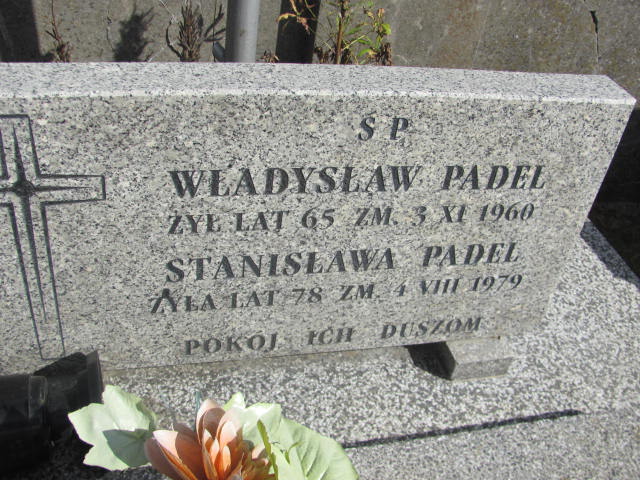 S P
WŁADYSŁAW PADEL
ŻYŁ LAT 65 ZM. 3 XI 1960
STANISŁAWA PADEL
ŻYŁA LAT 78 ZM. 4 VIII 1979
POKÓJ ICH DUSZOM